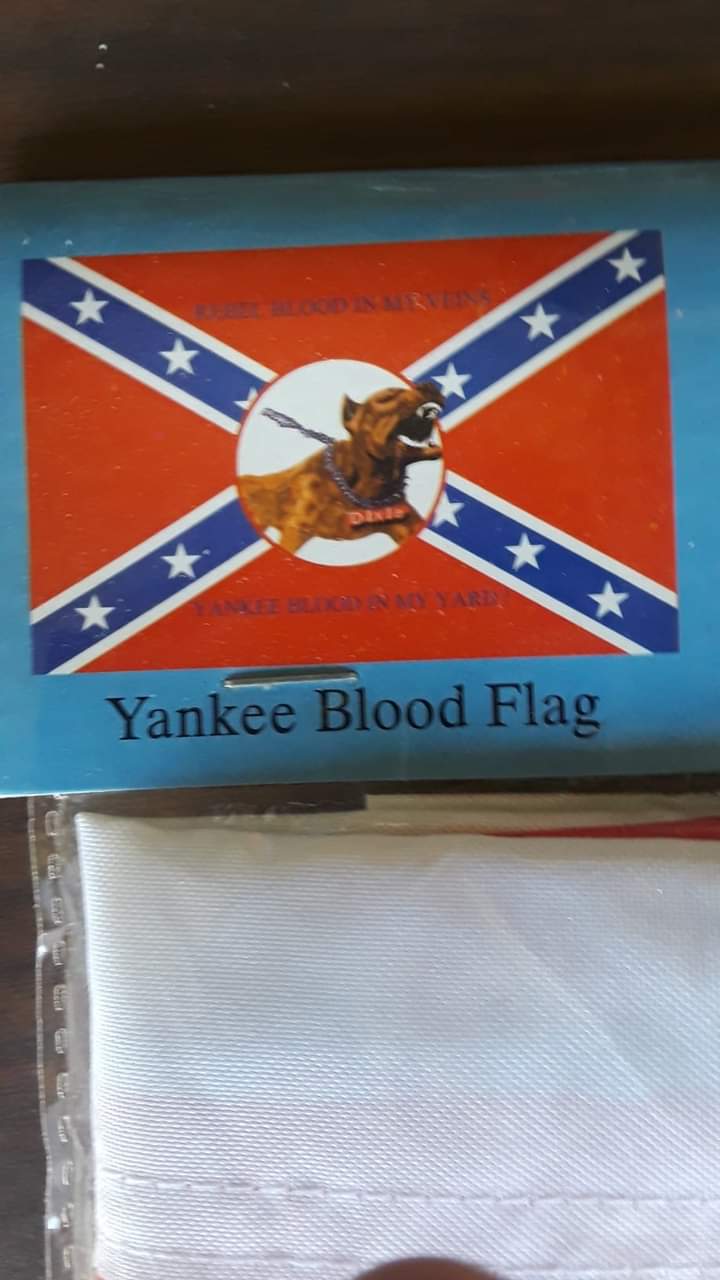 REBEL BLOOD IN MY VEINS
Dixie
YANKEE BLOOD IN MY YARD!
Yankee Blood Flag